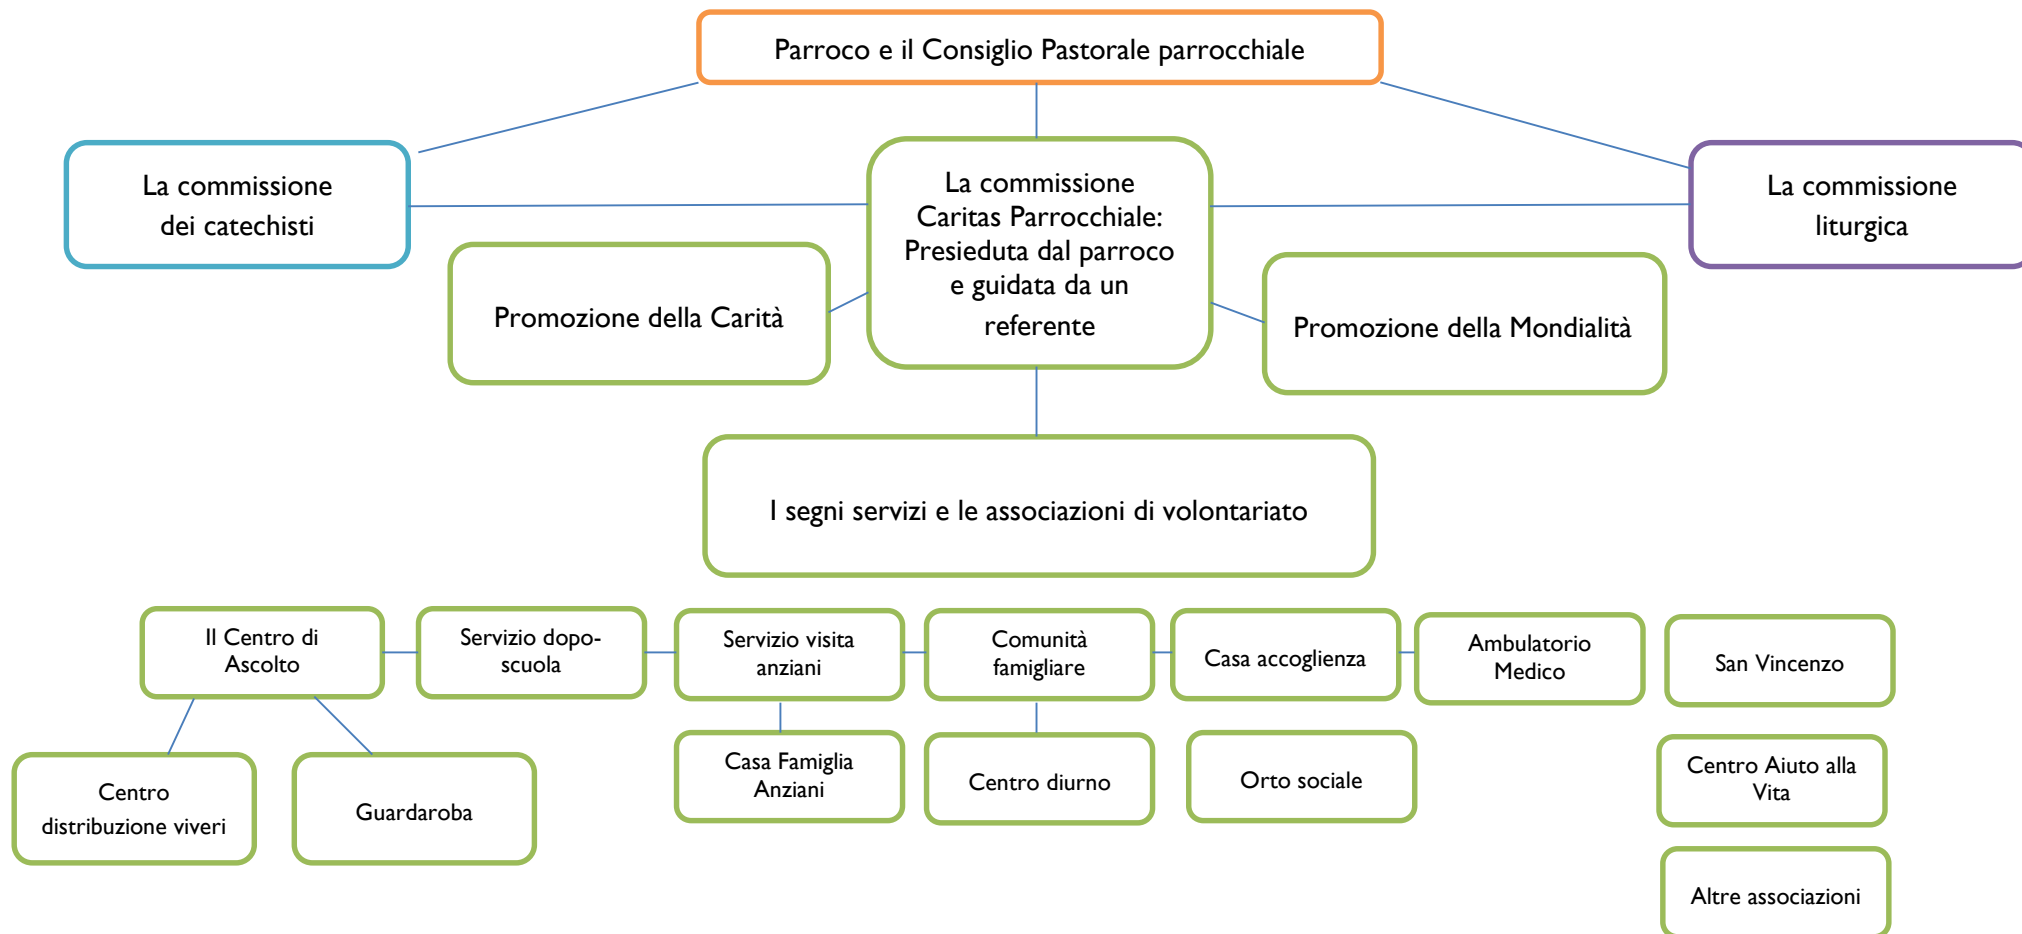 Parroco e il Consiglio Pastorale parrocchiale
La commissione
dei catechisti
La commissione
Caritas Parrocchiale:
Presieduta dal parroco
e guidata da un
referente
La commissione
liturgica
Promozione della Carità
Promozione della Mondialità
I segni servizi e le associazioni di volontariato
Il Centro di
Ascolto
Servizio dopo-
scuola
Servizio visita
anziani
Comunità
famigliare
Casa accoglienza
Ambulatorio
Medico
San Vincenzo
Centro
distribuzione viveri
Guardaroba
Casa Famiglia
Anziani
Centro diurno
Orto sociale
Centro Aiuto alla
Vita
Altre associazioni